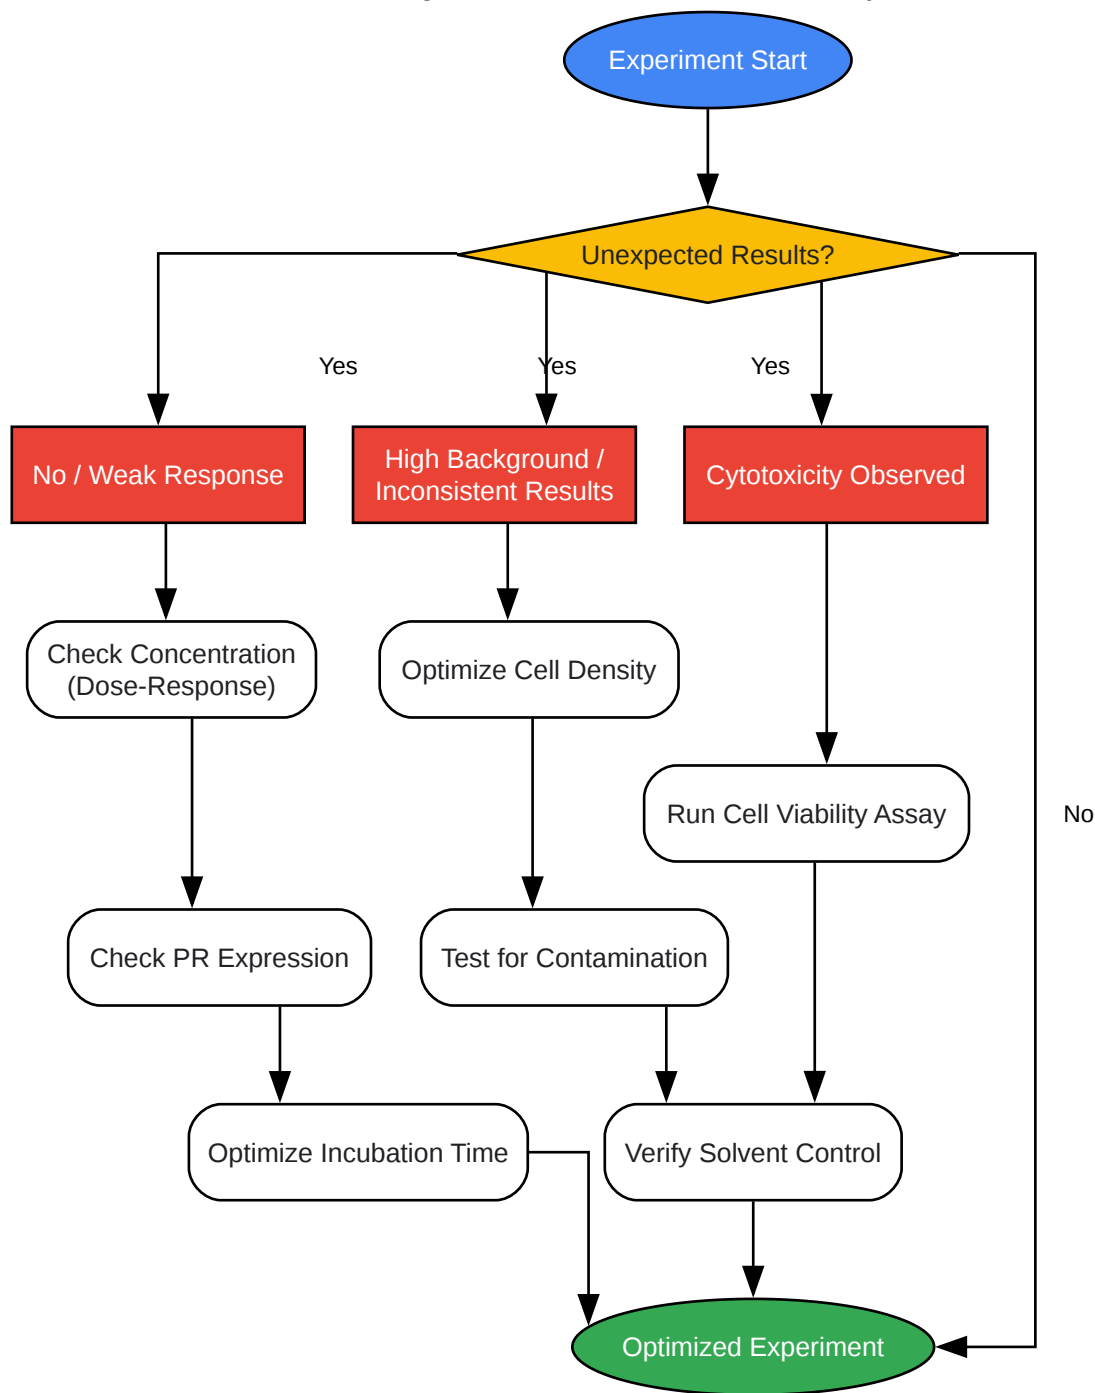 Experiment Start
Unexpected Results?
Yes
Yes
Yes
No / Weak Response
High Background /
Inconsistent Results
Cytotoxicity Observed
Check Concentration
(Dose-Response)
Optimize Cell Density
Run Cell Viability Assay
No
Check PR Expression
Test for Contamination
Optimize Incubation Time
Verify Solvent Control
Optimized Experiment